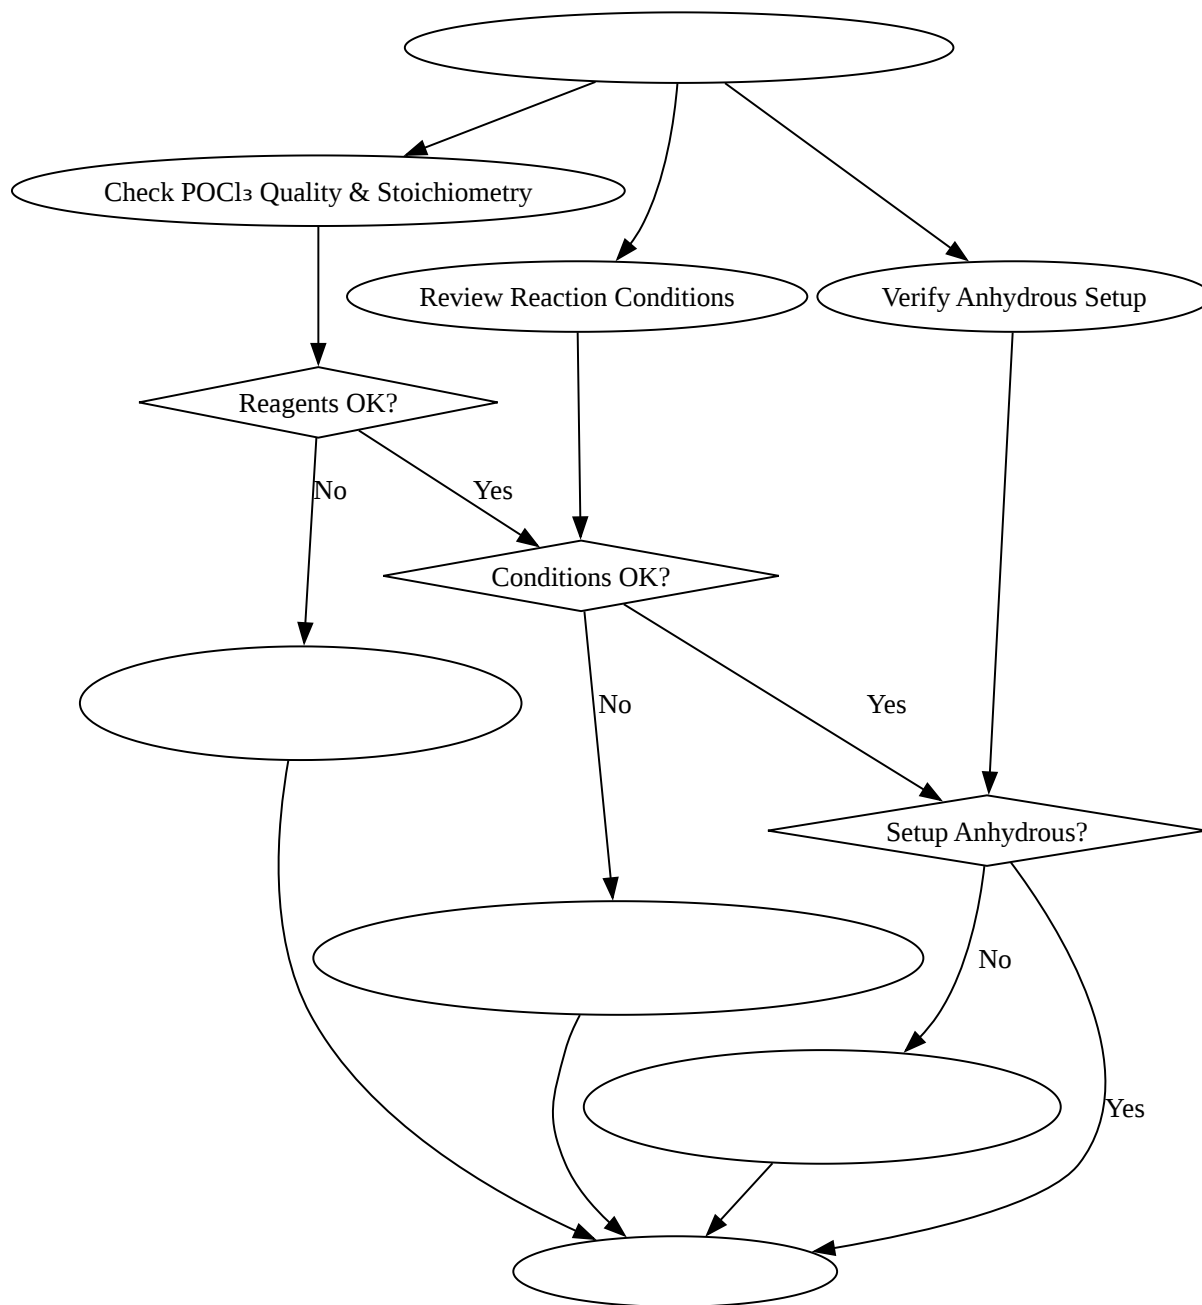 Check POCl₃ Quality & Stoichiometry
Review Reaction Conditions
Verify Anhydrous Setup
Reagents OK?
No
Yes
Conditions OK?
No
Yes
Setup Anhydrous?
No
Yes